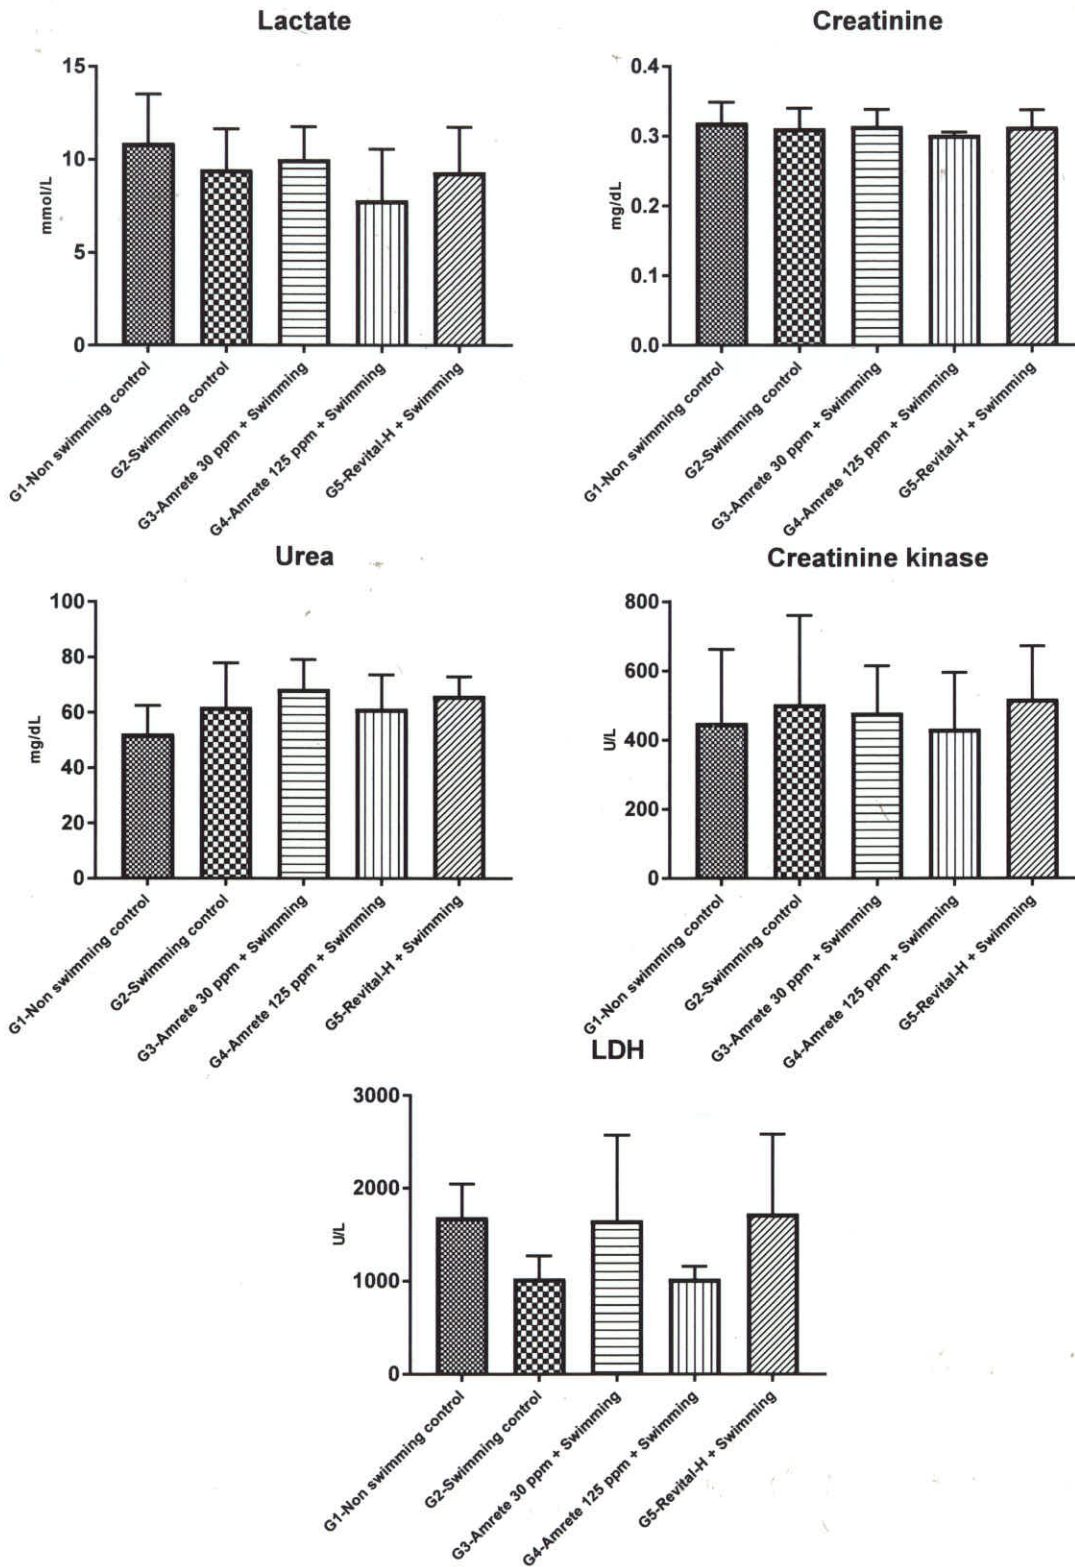 Lactate
15
10
5
0
mmol/L
G1-Non swimming control
G2-Swimming control
G3-Amrete 30 ppm + Swimming
G4-Amrete 125 ppm + Swimming
G5-Revital-H + Swimming
Creatinine
0.4
0.3
0.2
0.1
0.0
mg/dL
G1-Non swimming control
G2-Swimming control
G3-Amrete 30 ppm + Swimming
G4-Amrete 125 ppm + Swimming
G5-Revital-H + Swimming
Urea
100
80
60
40
20
0
mg/dL
G1-Non swimming control
G2-Swimming control
G3-Amrete 30 ppm + Swimming
G4-Amrete 125 ppm + Swimming
G5-Revital-H + Swimming
Creatinine kinase
800
600
400
200
0
U/L
G1-Non swimming control
G2-Swimming control
G3-Amrete 30 ppm + Swimming
G4-Amrete 125 ppm + Swimming
G5-Revital-H + Swimming
LDH
3000
2000
1000
0
U/L
G1-Non swimming control
G2-Swimming control
G3-Amrete 30 ppm + Swimming
G4-Amrete 125 ppm + Swimming
G5-Revital-H + Swimming